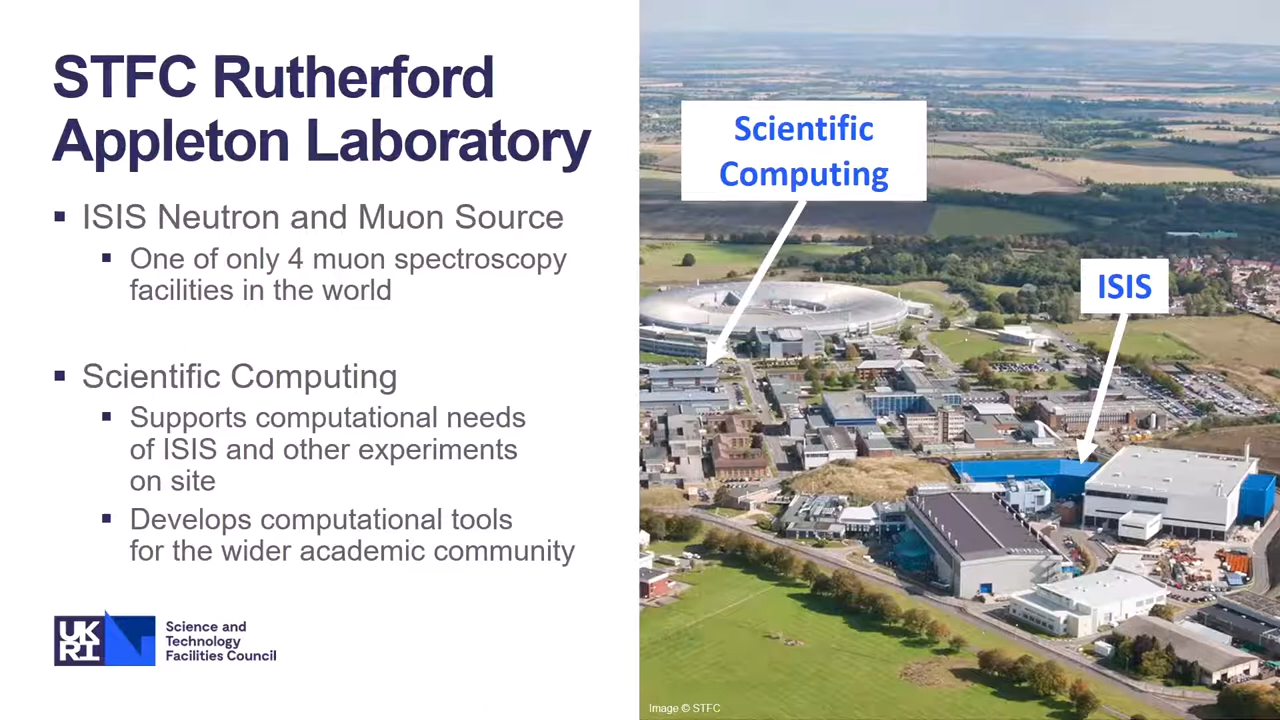 STFC Rutherford
Appleton Laboratory
▪ ISIS Neutron and Muon Source
▪ One of only 4 muon spectroscopy
facilities in the world
▪ Scientific Computing
▪ Supports computational needs
of ISIS and other experiments
on site
▪ Develops computational tools
for the wider academic community
UK
RI
Science and
Technology
Facilities Council
Scientific
Computing
ISIS
Image © STFC